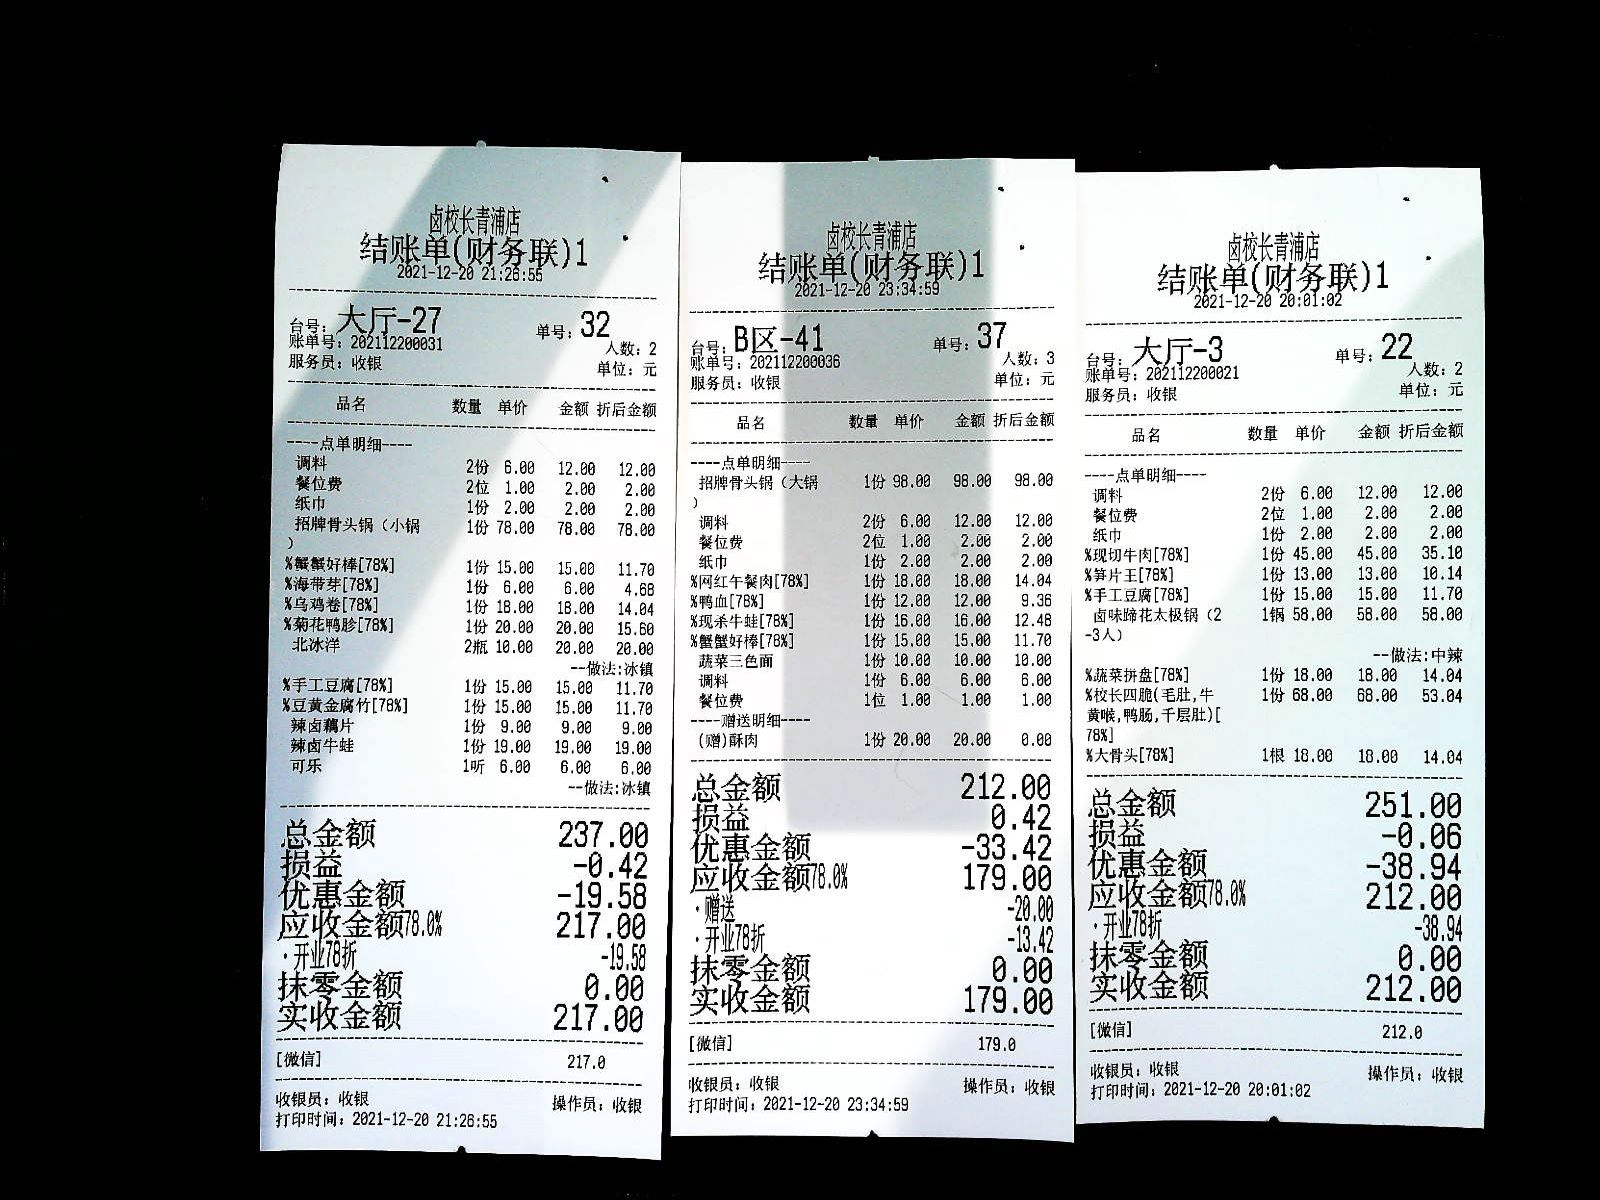 卤校长青浦店
结账单(财务联)1
2021-12-20 21:26:55
台号: 大厅-27 单号: 32
账单号: 202112200031 人数: 2
服务员: 收银 单位: 元
品名 数量 单价 金额 折后金额
----点单明细----
调料 2份 6.00 12.00 12.00
餐位费 2位 1.00 2.00 2.00
纸巾 1份 2.00 2.00 2.00
招牌骨头锅（小锅 1份 78.00 78.00 78.00
）
%蟹蟹好棒[78%] 1份 15.00 15.00 11.70
%海带芽[78%] 1份 6.00 6.00 4.68
%乌鸡卷[78%] 1份 18.00 18.00 14.04
%菊花鸭胗[78%] 1份 20.00 20.00 15.60
北冰洋 2瓶 10.00 20.00 20.00
--做法:冰镇
%手工豆腐[78%] 1份 15.00 15.00 11.70
%豆黄金腐竹[78%] 1份 15.00 15.00 11.70
辣卤藕片 1份 9.00 9.00 9.00
辣卤牛蛙 1份 19.00 19.00 19.00
可乐 1听 6.00 6.00 6.00
--做法:冰镇
总金额 237.00
损益 -0.42
优惠金额 -19.58
应收金额78.0% 217.00
·开业78折 -19.58
抹零金额 0.00
实收金额 217.00
[微信] 217.0
收银员: 收银 操作员: 收银
打印时间: 2021-12-20 21:26:55
卤校长青浦店
结账单(财务联)1
2021-12-20 23:34:59
台号: B区-41 单号: 37
账单号: 202112200036 人数: 3
服务员: 收银 单位: 元
品名 数量 单价 金额 折后金额
----点单明细----
招牌骨头锅（大锅 1份 98.00 98.00 98.00
）
调料 2份 6.00 12.00 12.00
餐位费 2位 1.00 2.00 2.00
纸巾 1份 2.00 2.00 2.00
%网红午餐肉[78%] 1份 18.00 18.00 14.04
%鸭血[78%] 1份 12.00 12.00 9.36
%现杀牛蛙[78%] 1份 16.00 16.00 12.48
%蟹蟹好棒[78%] 1份 15.00 15.00 11.70
蔬菜三色面 1份 10.00 10.00 10.00
调料 1份 6.00 6.00 6.00
餐位费 1位 1.00 1.00 1.00
----赠送明细----
(赠)酥肉 1份 20.00 20.00 0.00
总金额 212.00
损益 0.42
优惠金额 -33.42
应收金额78.0% 179.00
·赠送 -20.00
·开业78折 -13.42
抹零金额 0.00
实收金额 179.00
[微信] 179.0
收银员: 收银 操作员: 收银
打印时间: 2021-12-20 23:34:59
卤校长青浦店
结账单(财务联)1
2021-12-20 20:01:02
台号: 大厅-3 单号: 22
账单号: 202112200021 人数: 2
服务员: 收银 单位: 元
品名 数量 单价 金额 折后金额
----点单明细----
调料 2份 6.00 12.00 12.00
餐位费 2位 1.00 2.00 2.00
纸巾 1份 2.00 2.00 2.00
%现切牛肉[78%] 1份 45.00 45.00 35.10
%笋片王[78%] 1份 13.00 13.00 10.14
%手工豆腐[78%] 1份 15.00 15.00 11.70
卤味蹄花太极锅（2 1锅 58.00 58.00 58.00
-3人）
--做法:中辣
%蔬菜拼盘[78%] 1份 18.00 18.00 14.04
%校长四脆(毛肚,牛 1份 68.00 68.00 53.04
黄喉,鸭肠,千层肚)[
78%]
%大骨头[78%] 1根 18.00 18.00 14.04
总金额 251.00
损益 -0.06
优惠金额 -38.94
应收金额78.0% 212.00
·开业78折 -38.94
抹零金额 0.00
实收金额 212.00
[微信] 212.0
收银员: 收银 操作员: 收银
打印时间: 2021-12-20 20:01:02